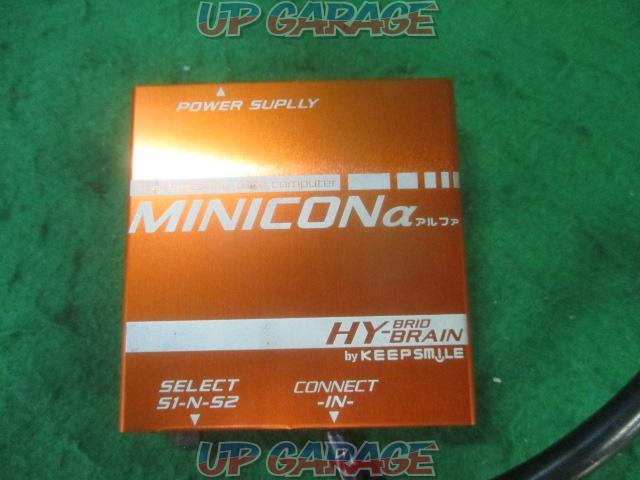 UP GARAGE
POWER SUPLLY
computer
MINICONα アルファ
HY-BRID BRAIN
by KEEPSMILE
SELECT
S1-N-S2
CONNECT
-IN-
UP GARAGE